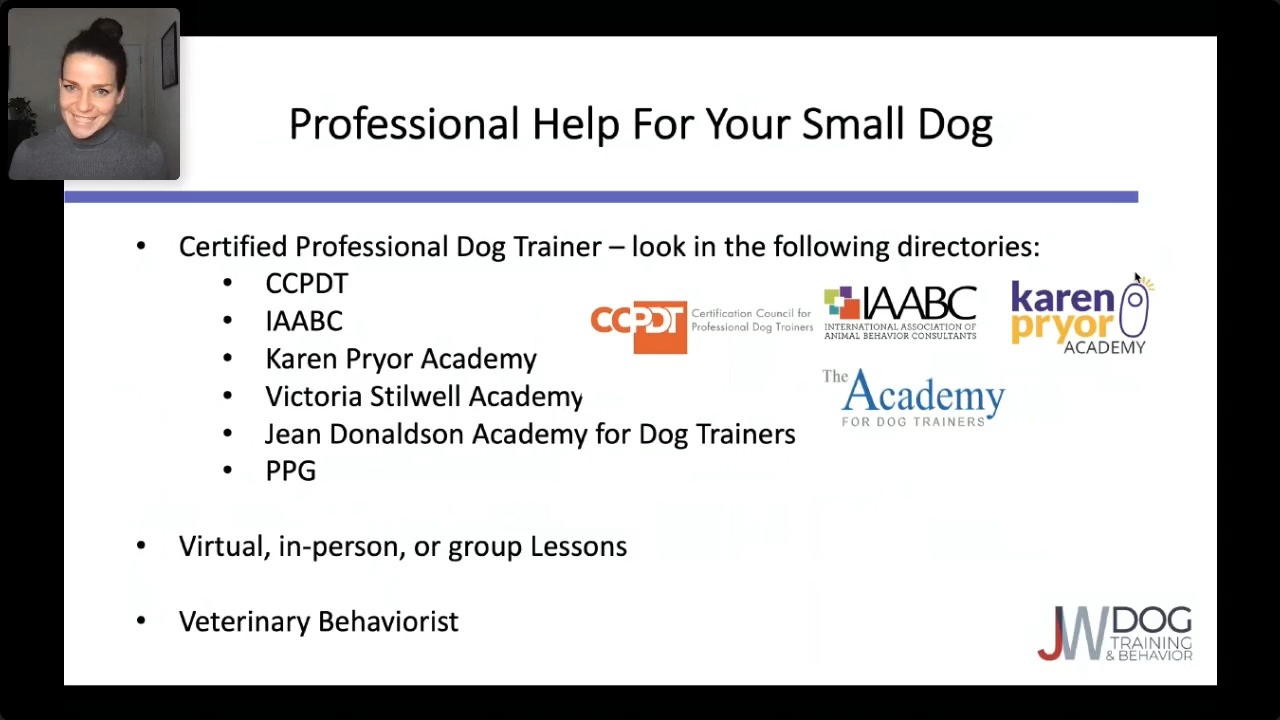 Professional Help For Your Small Dog
• Certified Professional Dog Trainer – look in the following directories:
• CCPDT
• IAABC
• Karen Pryor Academy
• Victoria Stilwell Academy
• Jean Donaldson Academy for Dog Trainers
• PPG
CCPDT
Certification Council for
Professional Dog Trainers
IAABC
INTERNATIONAL ASSOCIATION OF
ANIMAL BEHAVIOR CONSULTANTS
karen
pryor
ACADEMY
The
Academy
FOR DOG TRAINERS
• Virtual, in-person, or group Lessons
• Veterinary Behaviorist
JW DOG
TRAINING
& BEHAVIOR